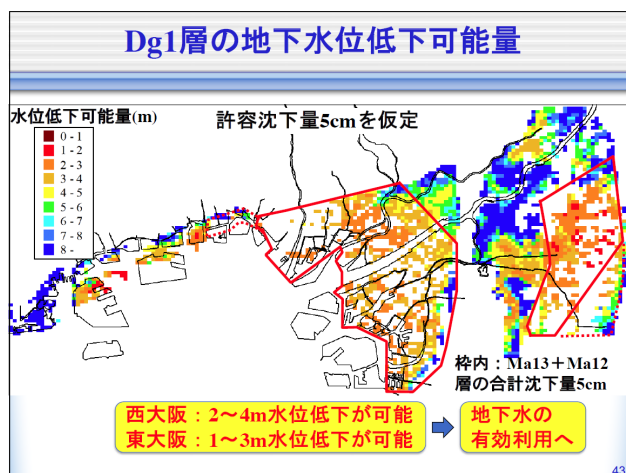 Dg1層の地下水位低下可能量
水位低下可能量(m)
許容沈下量5cmを仮定
0 - 1
1 - 2
2 - 3
3 - 4
4 - 5
5 - 6
6 - 7
7 - 8
8 -
枠内：Ma13＋Ma12
層の合計沈下量5cm
西大阪：2～4m水位低下が可能
東大阪：1～3m水位低下が可能
地下水の
有効利用へ
43